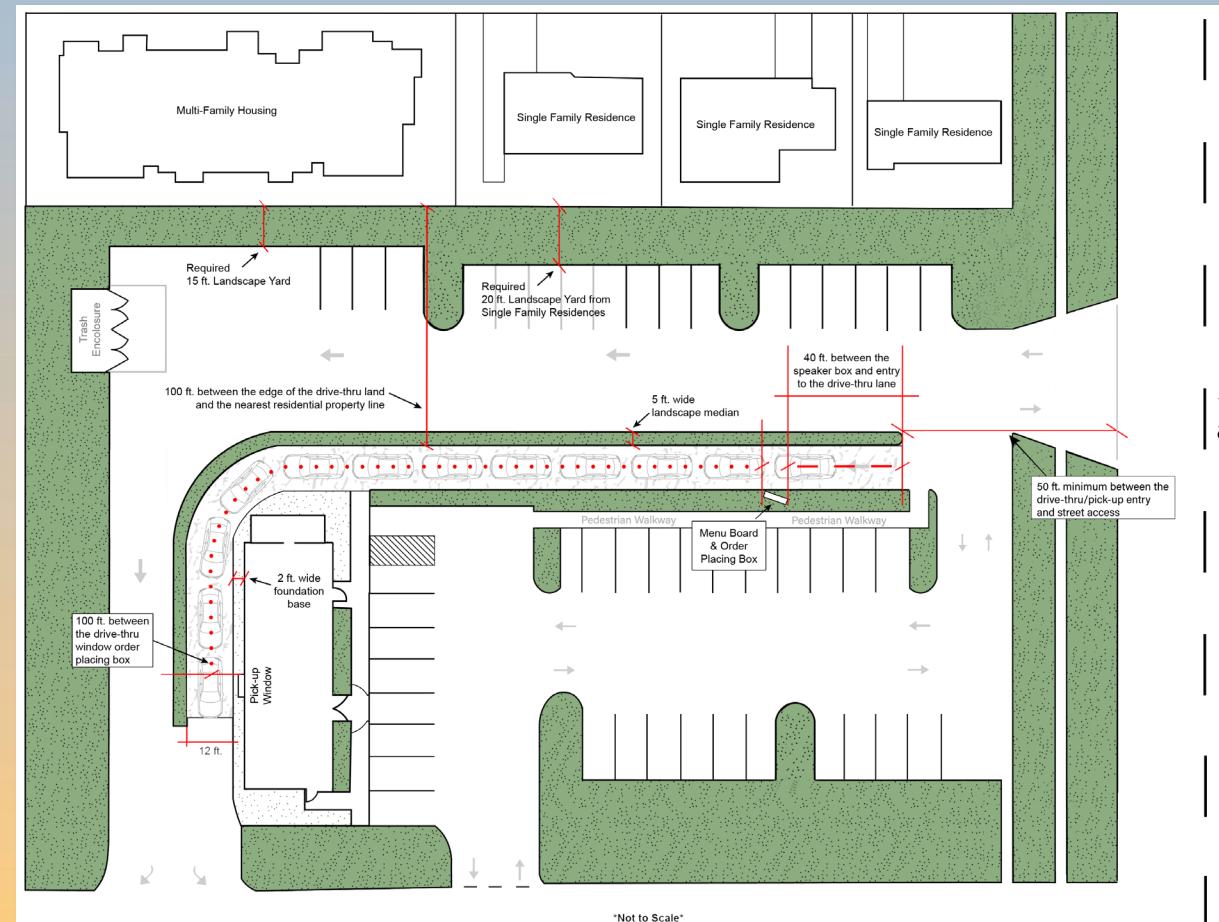 Multi-Family Housing
Single Family Residence
Single Family Residence
Single Family Residence
Required
15 ft. Landscape Yard
Required
20 ft. Landscape Yard from
Single Family Residences
Trash
Encolosure
40 ft. between the
speaker box and entry
to the drive-thru lane
100 ft. between the edge of the drive-thru land
and the nearest residential property line
5 ft. wide
landscape median
50 ft. minimum between the
drive-thru/pick-up entry
and street access
Pedestrian Walkway
Pedestrian Walkway
Menu Board
& Order
Placing Box
2 ft. wide
foundation
base
100 ft. between
the drive-thru
window order
placing box
Pick-up
Window
12 ft.
*Not to Scale*